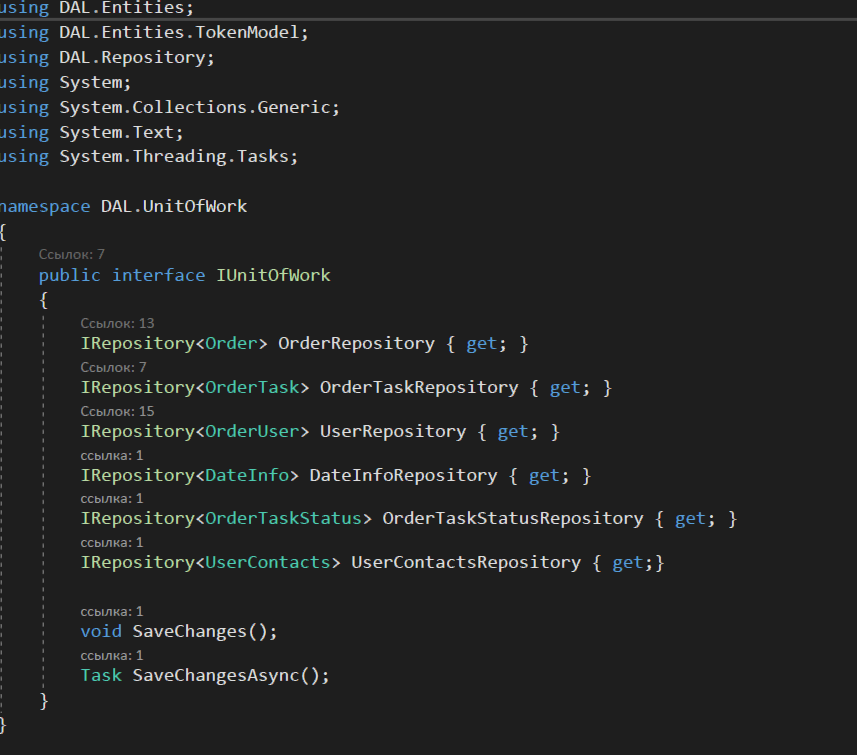 using DAL.Entities;
using DAL.Entities.TokenModel;
using DAL.Repository;
using System;
using System.Collections.Generic;
using System.Text;
using System.Threading.Tasks;
namespace DAL.UnitOfWork
{
Ссылок: 7
public interface IUnitOfWork
{
Ссылок: 13
IRepository<Order> OrderRepository { get; }
Ссылок: 7
IRepository<OrderTask> OrderTaskRepository { get; }
Ссылок: 15
IRepository<OrderUser> UserRepository { get; }
ссылка: 1
IRepository<DateInfo> DateInfoRepository { get; }
ссылка: 1
IRepository<OrderTaskStatus> OrderTaskStatusRepository { get; }
ссылка: 1
IRepository<UserContacts> UserContactsRepository { get;}
ссылка: 1
void SaveChanges();
ссылка: 1
Task SaveChangesAsync();
}
}